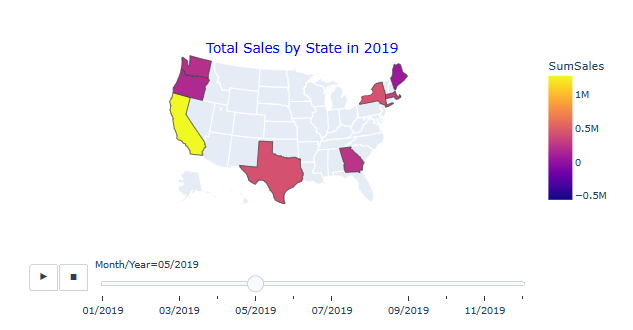 Total Sales by State in 2019
SumSales
1M
0.5M
0
−0.5M
Month/Year=05/2019
01/2019
03/2019
05/2019
07/2019
09/2019
11/2019